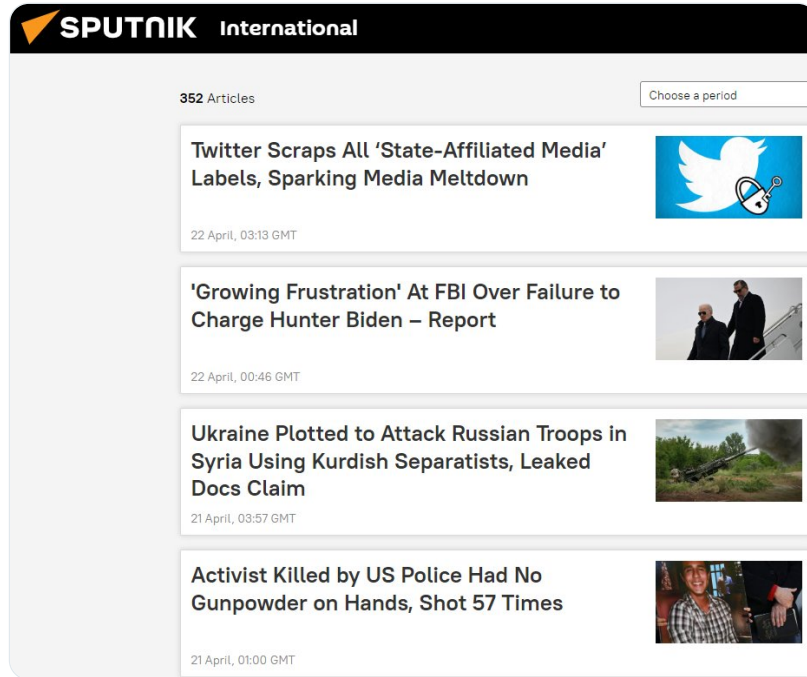 SPUTNIK International
352 Articles
Choose a period
Twitter Scraps All ‘State-Affiliated Media’
Labels, Sparking Media Meltdown
22 April, 03:13 GMT
'Growing Frustration' At FBI Over Failure to
Charge Hunter Biden – Report
22 April, 00:46 GMT
Ukraine Plotted to Attack Russian Troops in
Syria Using Kurdish Separatists, Leaked
Docs Claim
21 April, 03:57 GMT
Activist Killed by US Police Had No
Gunpowder on Hands, Shot 57 Times
21 April, 01:00 GMT